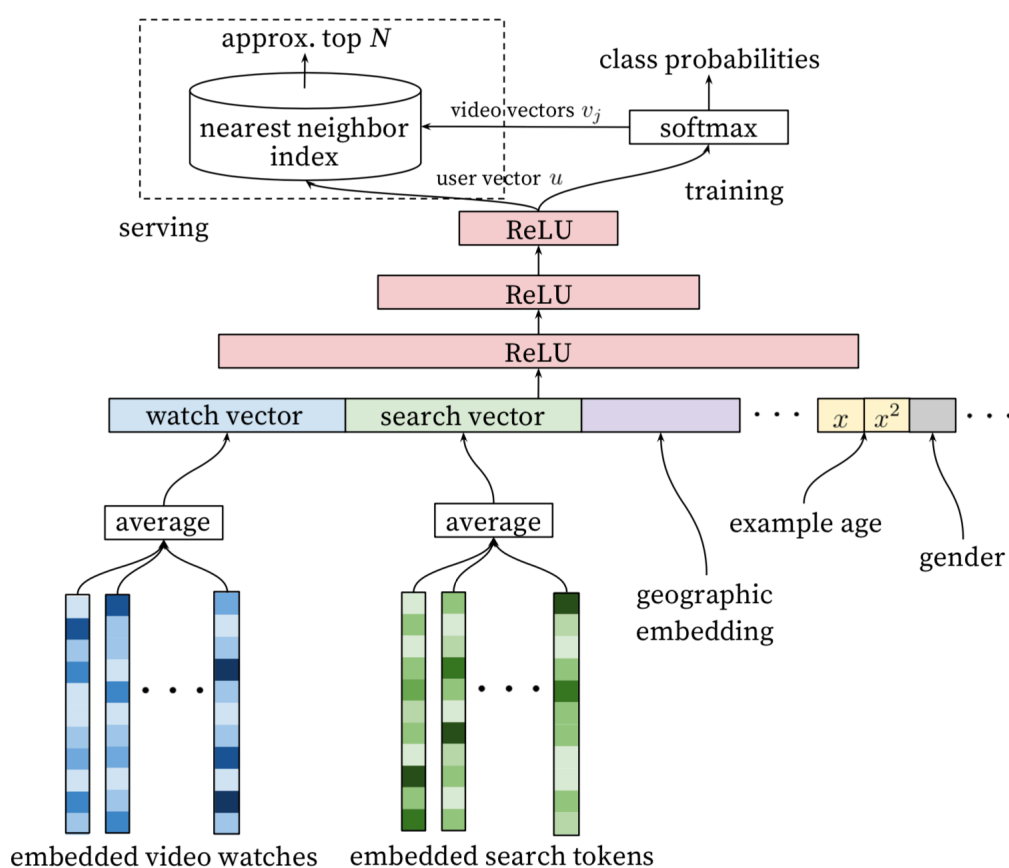 approx. top N
class probabilities
nearest neighbor
index
video vectors v_j
softmax
user vector u
training
serving
ReLU
ReLU
ReLU
watch vector
search vector
x
x²
average
average
example age
gender
geographic
embedding
embedded video watches
embedded search tokens